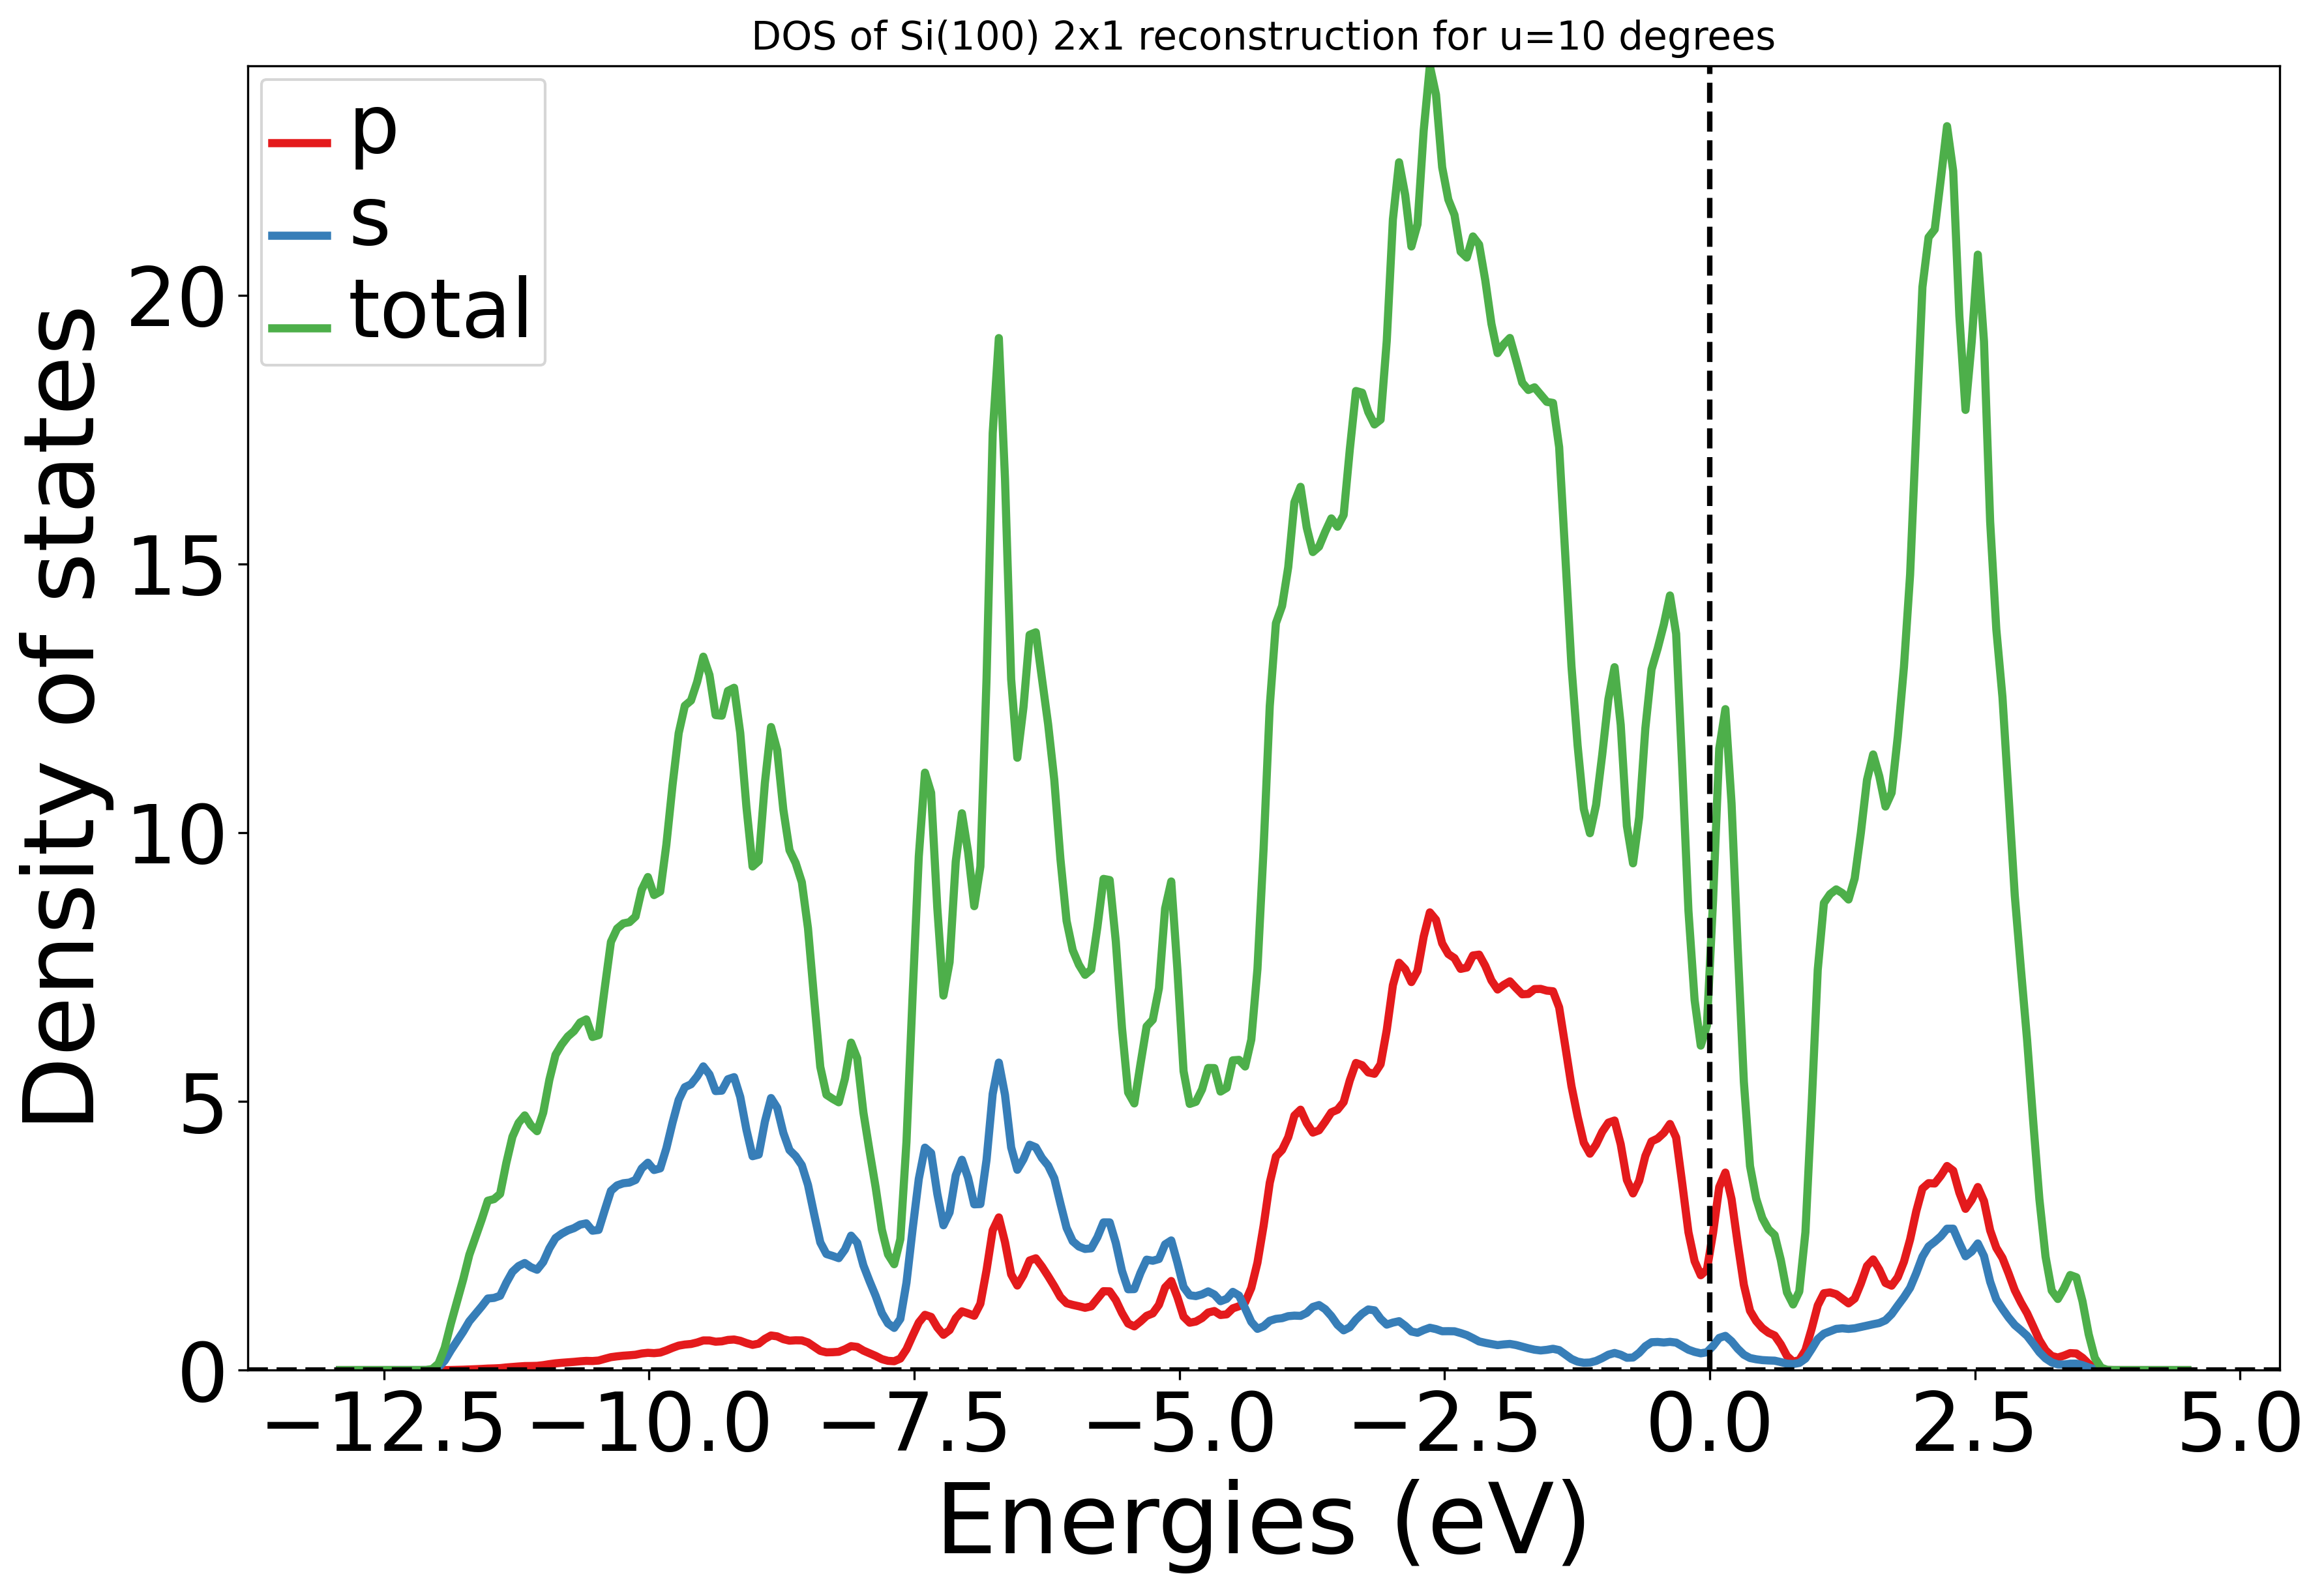 DOS of Si(100) 2x1 reconstruction for u=10 degrees
p
s
total
Density of states
20
15
10
5
0
−12.5 −10.0 −7.5 −5.0 −2.5 0.0 2.5 5.0
Energies (eV)